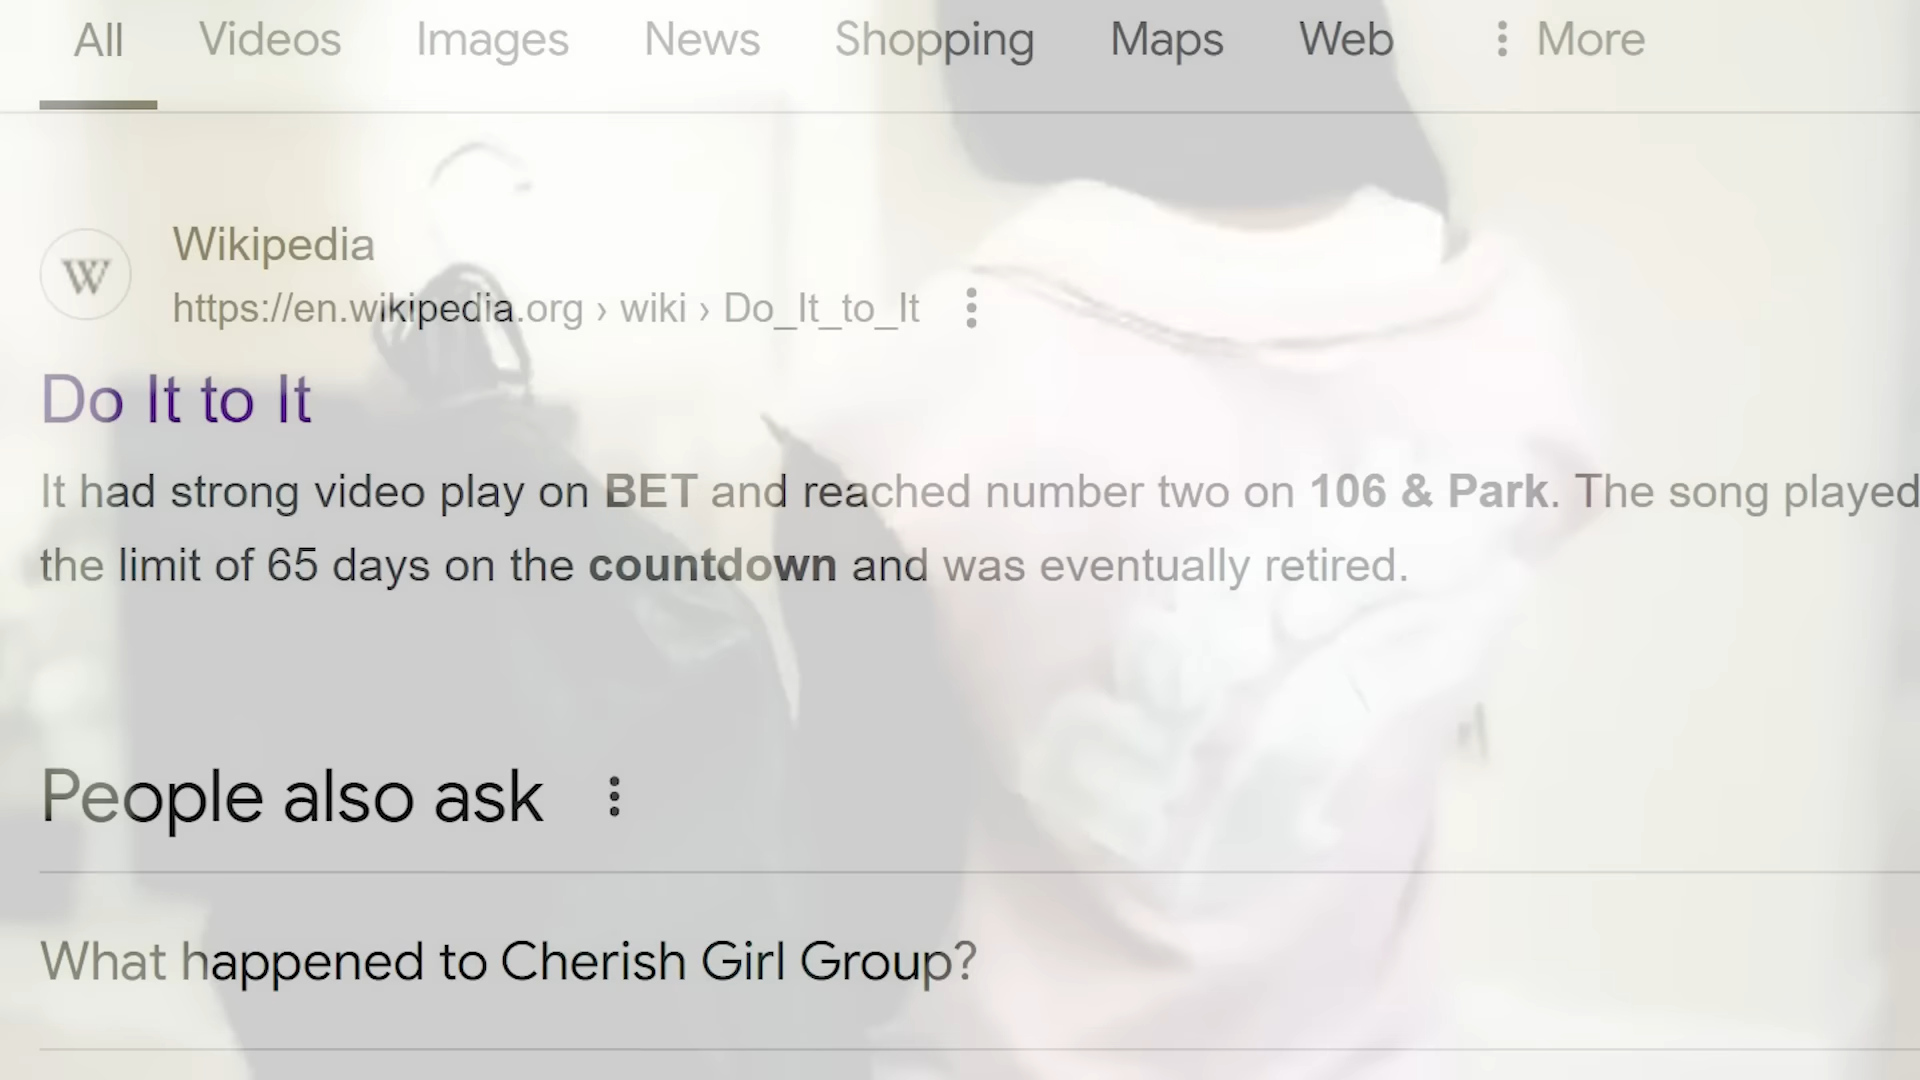 All Videos Images News Shopping Maps Web More
Wikipedia
W
https://en.wikipedia.org › wiki › Do_It_to_It
Do It to It
It had strong video play on BET and reached number two on 106 & Park. The song played
the limit of 65 days on the countdown and was eventually retired.
People also ask
What happened to Cherish Girl Group?